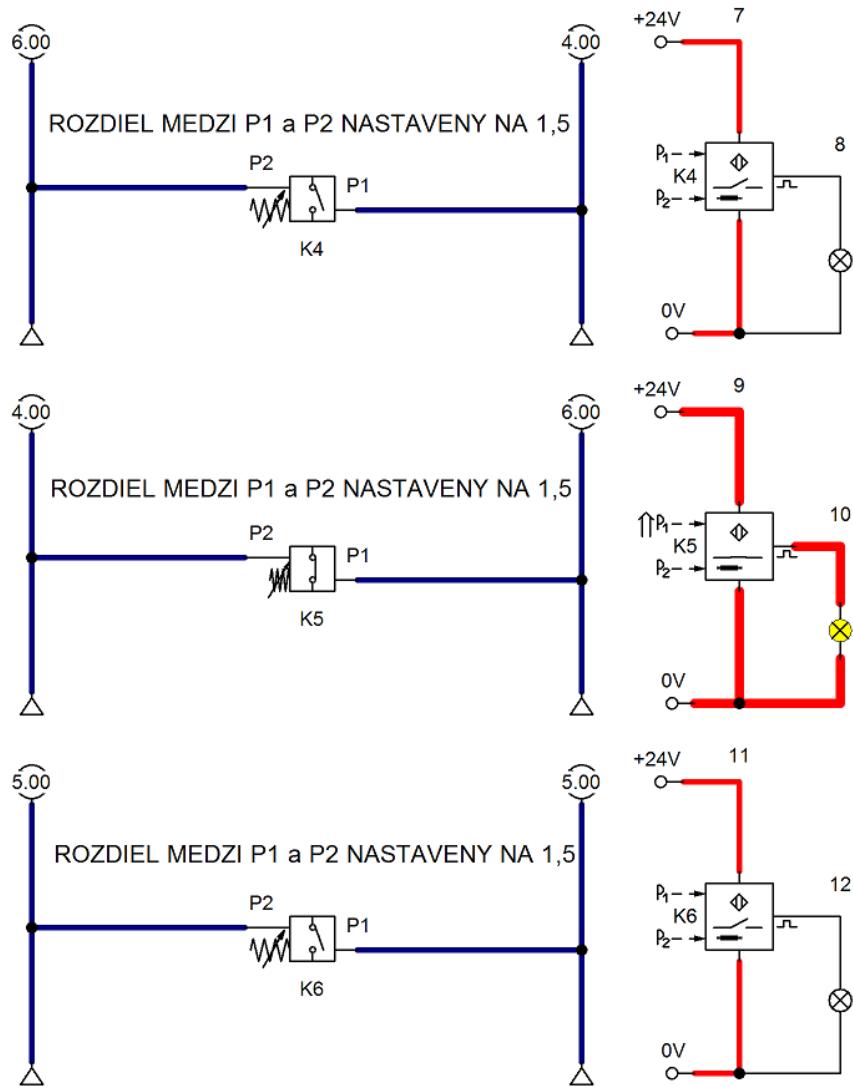 6.00
4.00
+24V
7
ROZDIEL MEDZI P1 a P2 NASTAVENY NA 1,5
P2
P1
K4
P1
K4
P2
8
0V
4.00
6.00
+24V
9
ROZDIEL MEDZI P1 a P2 NASTAVENY NA 1,5
P2
P1
K5
P1
K5
P2
10
0V
5.00
5.00
+24V
11
ROZDIEL MEDZI P1 a P2 NASTAVENY NA 1,5
P2
P1
K6
P1
K6
P2
12
0V